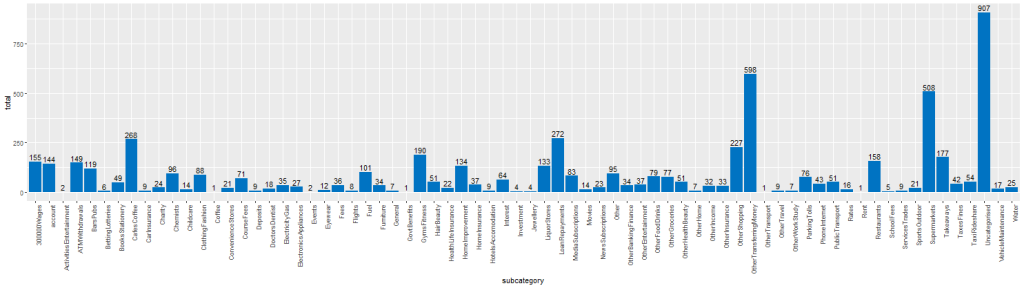 total
750
500
250
0
155
144
2
149
119
6
49
268
9
24
96
14
88
1
21
71
9
18
35
27
2
12
36
8
101
34
7
1
190
51
22
134
37
9
64
4
4
133
272
83
14
23
95
34
37
79
77
51
7
32
33
227
598
1
9
7
76
43
51
16
1
158
5
9
21
508
177
42
54
907
17
25
account
ActivitiesEntertainment
ATMWithdrawals
BarsPubs
BettingLotteries
BooksStationery
CafesCoffee
CarInsurance
Charity
Chemists
Childcare
ClothingFashion
Coffee
ConvenienceStores
CourseFees
Deposits
DoctorsDentist
ElectricityGas
ElectronicsAppliances
Events
Eyewear
Fees
Flights
Fuel
Furniture
General
GovtBenefits
GymsFitness
HairBeauty
HealthLifeInsurance
HomeImprovement
HomeInsurance
HotelsAccomodation
Interest
Investment
Jewellery
LiquorStores
LoanRepayments
MediaSubscriptions
Movies
NewsSubscriptions
Other
OtherBankingFinance
OtherEntertainment
OtherFoodDrinks
OtherGroceries
OtherHealthBeauty
OtherHome
OtherIncome
OtherInsurance
OtherShopping
OtherTransferringMoney
OtherTransport
OtherTravel
OtherWorkStudy
ParkingTolls
PhoneInternet
PublicTransport
Rates
Rent
Restaurants
SchoolFees
ServicesTrades
SportsOutdoor
Supermarkets
Takeaways
TaxesFines
TaxiRideshare
Uncategorised
VehicleMaintenance
Water
subcategory